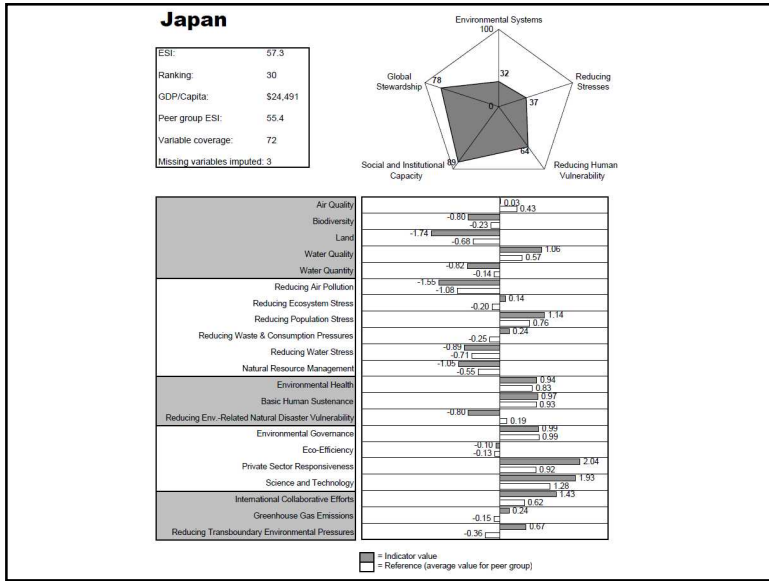 Japan
ESI: 57.3
Ranking: 30
GDP/Capita: $24,491
Peer group ESI: 55.4
Variable coverage: 72
Missing variables imputed: 3
Environmental Systems
100
Global
Stewardship
78
32
Reducing
Stresses
37
0
Social and Institutional
Capacity
89
64
Reducing Human
Vulnerability
Air Quality 0.03
0.43
Biodiversity -0.80
-0.23
Land -1.74
-0.68
Water Quality 1.06
0.57
Water Quantity -0.82
-0.14
Reducing Air Pollution -1.55
-1.08
Reducing Ecosystem Stress 0.14
-0.20
Reducing Population Stress 1.14
0.76
Reducing Waste & Consumption Pressures 0.24
-0.25
Reducing Water Stress -0.89
-0.71
Natural Resource Management -1.05
-0.55
Environmental Health 0.94
0.83
Basic Human Sustenance 0.97
0.93
Reducing Env.-Related Natural Disaster Vulnerability -0.80
0.19
Environmental Governance 0.99
0.99
Eco-Efficiency -0.10
-0.13
Private Sector Responsiveness 2.04
0.92
Science and Technology 1.93
1.28
International Collaborative Efforts 1.43
0.62
Greenhouse Gas Emissions 0.24
-0.15
Reducing Transboundary Environmental Pressures 0.67
-0.36
= Indicator value
= Reference (average value for peer group)